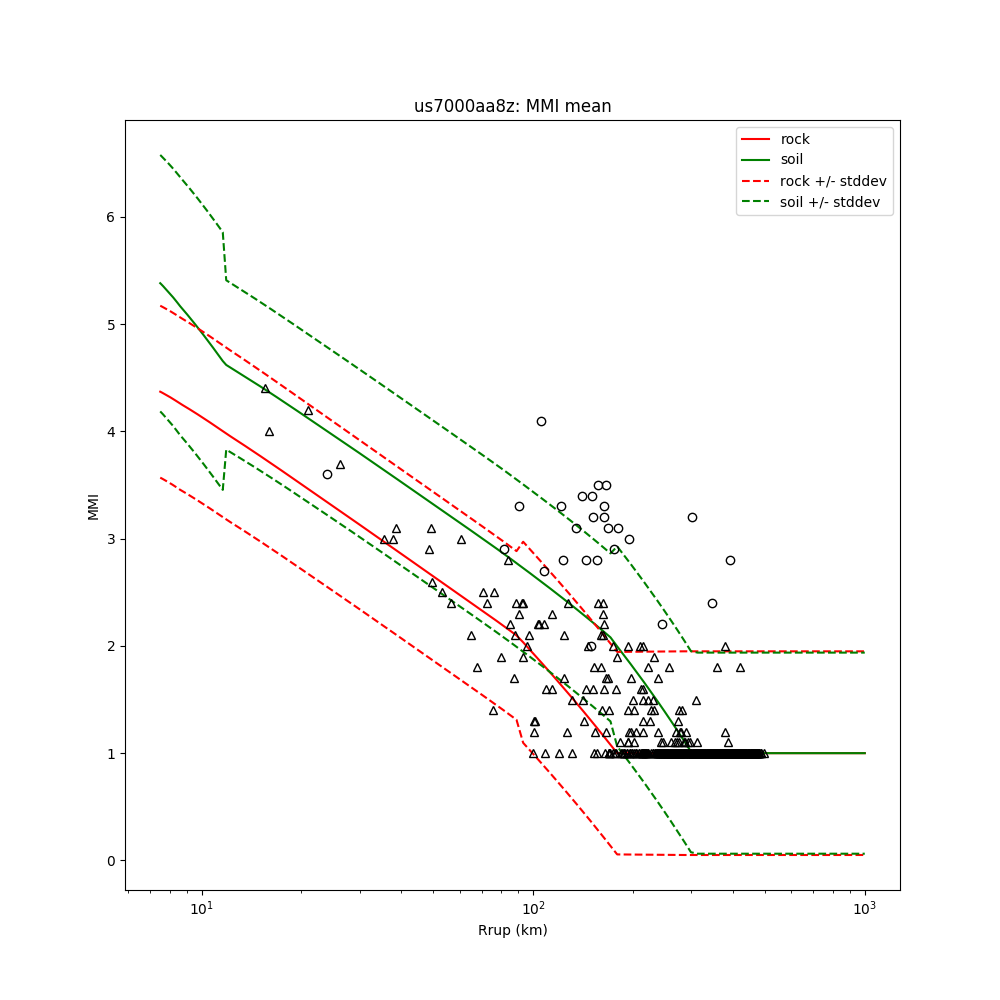 us7000aa8z: MMI mean
rock
soil
rock +/- stddev
soil +/- stddev
MMI
6
5
4
3
2
1
0
10¹
10²
10³
Rrup (km)